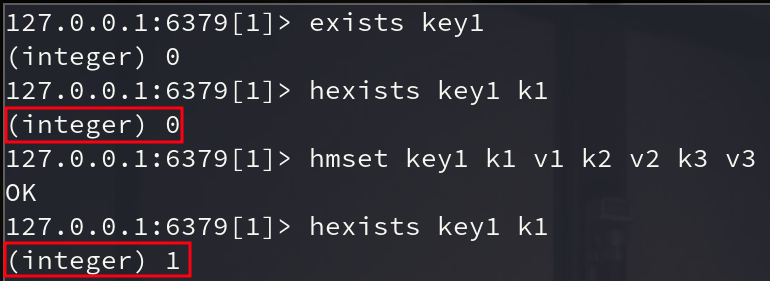 127.0.0.1:6379[1]> exists key1
(integer) 0
127.0.0.1:6379[1]> hexists key1 k1
(integer) 0
127.0.0.1:6379[1]> hmset key1 k1 v1 k2 v2 k3 v3
OK
127.0.0.1:6379[1]> hexists key1 k1
(integer) 1